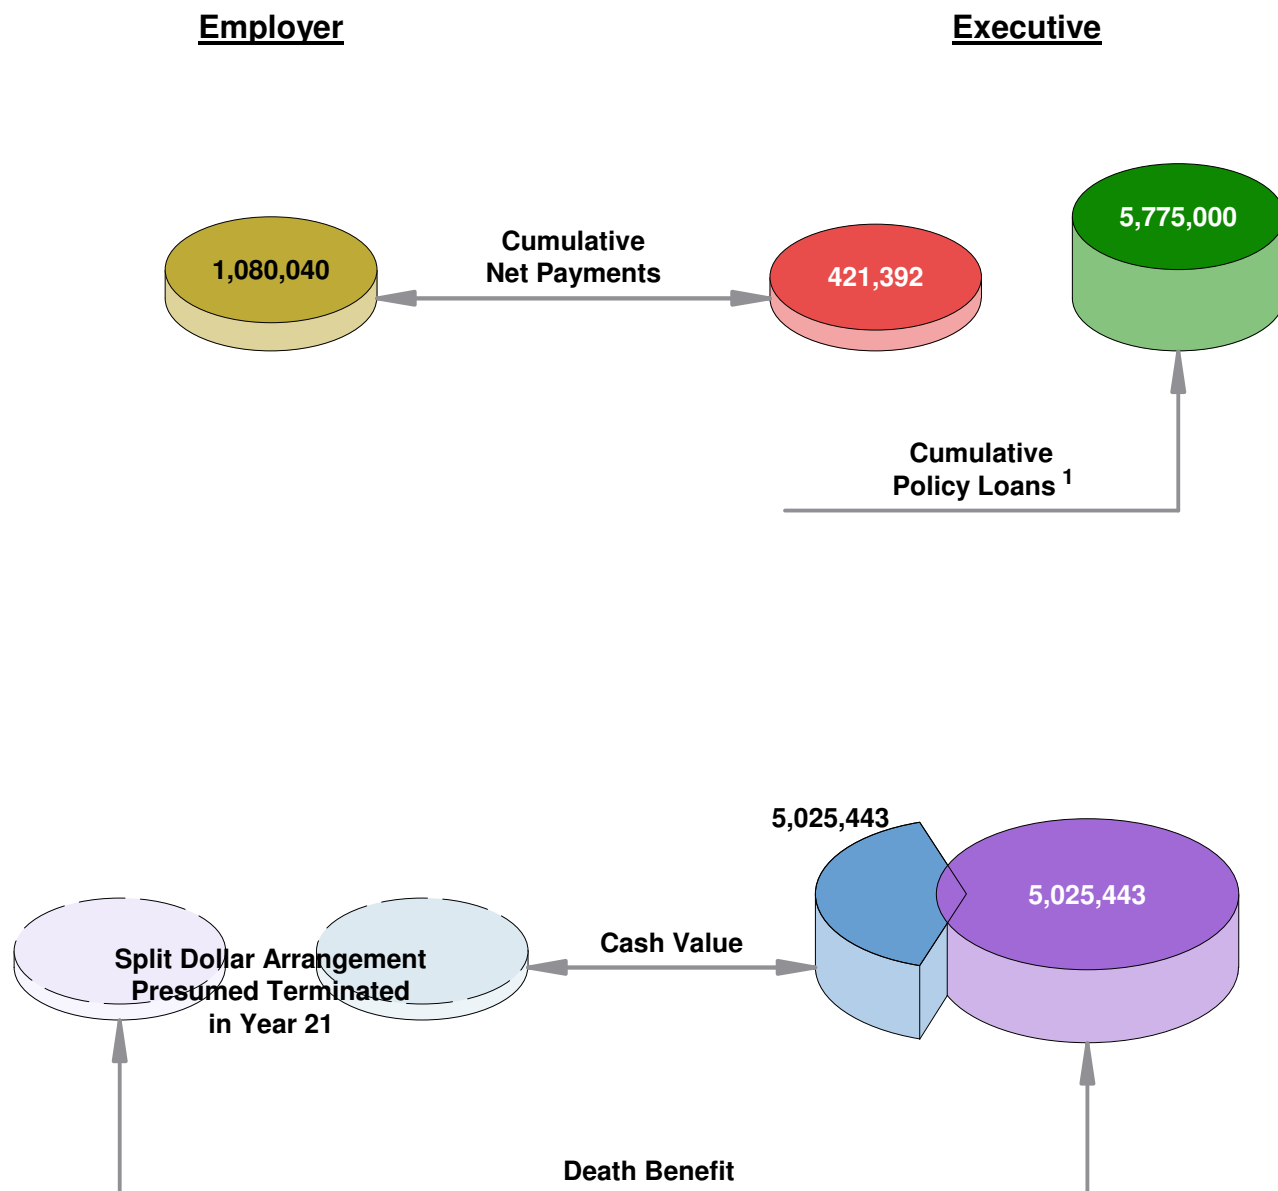 Employer
Executive
5,775,000
Cumulative
Net Payments
1,080,040
421,392
Cumulative
Policy Loans 1
5,025,443
5,025,443
Cash Value
Split Dollar Arrangement
Presumed Terminated
in Year 21
Death Benefit